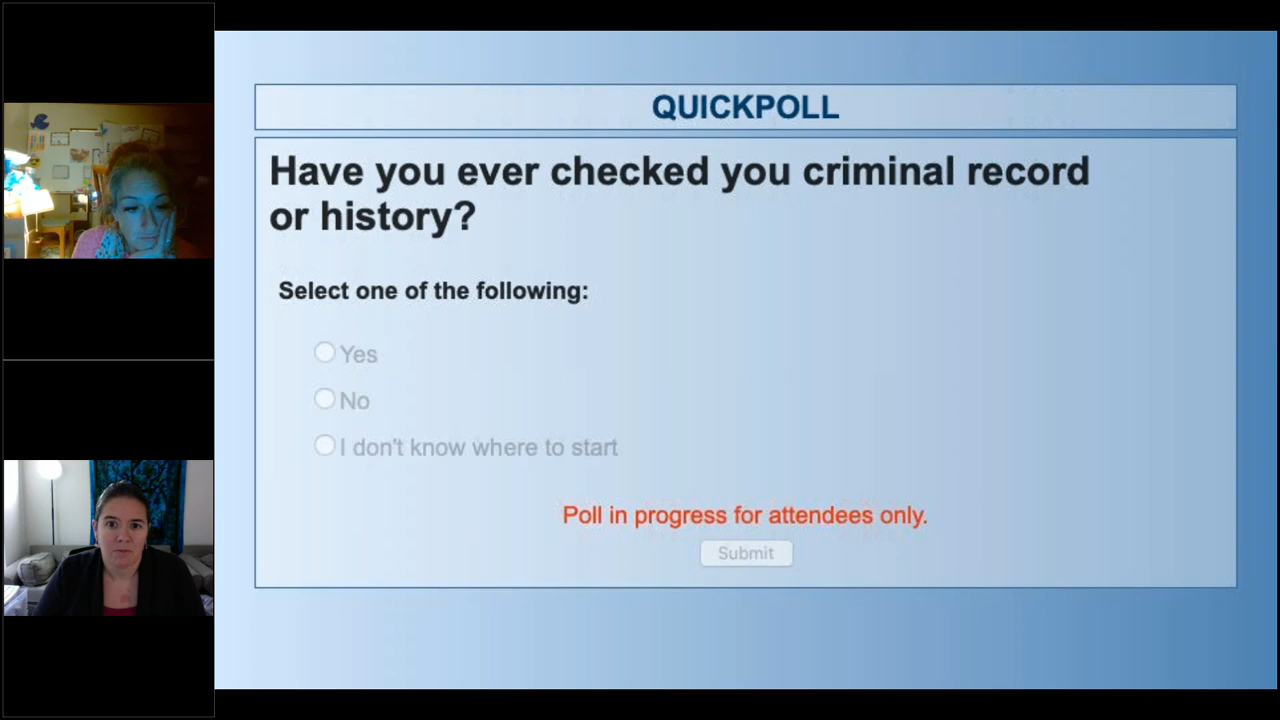 QUICKPOLL
Have you ever checked you criminal record
or history?
Select one of the following:
Yes
No
I don't know where to start
Poll in progress for attendees only.
Submit